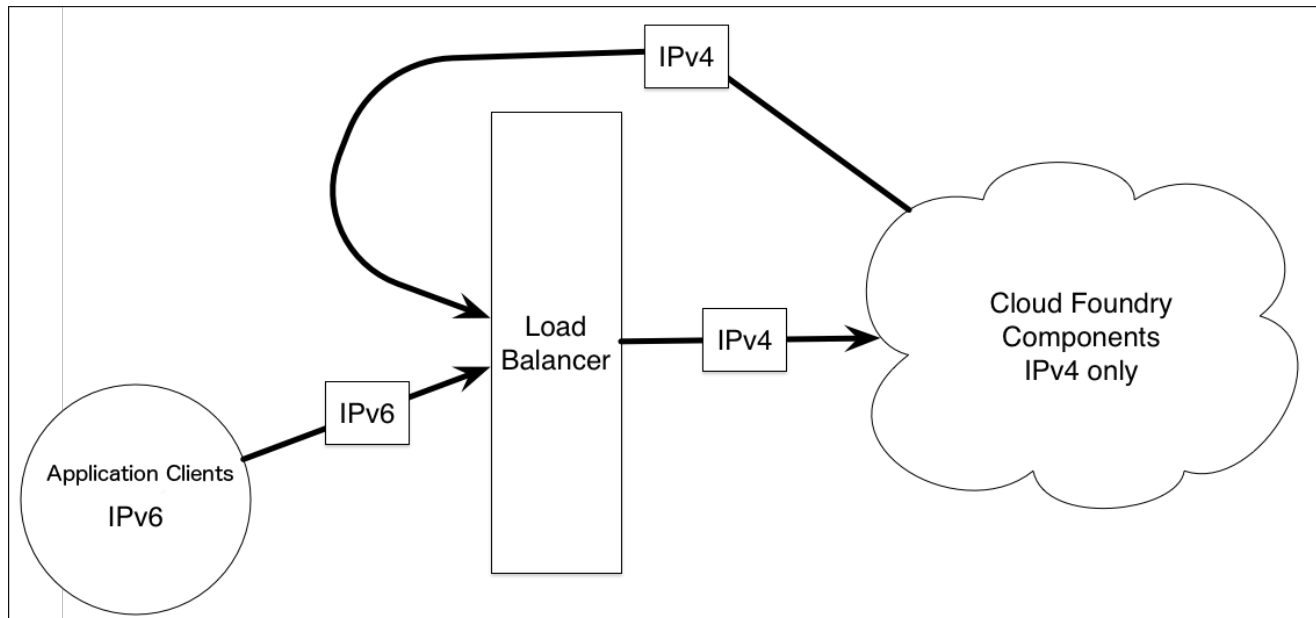 IPv4
Load
Balancer
IPv4
Cloud Foundry
Components
IPv4 only
IPv6
Application Clients
IPv6